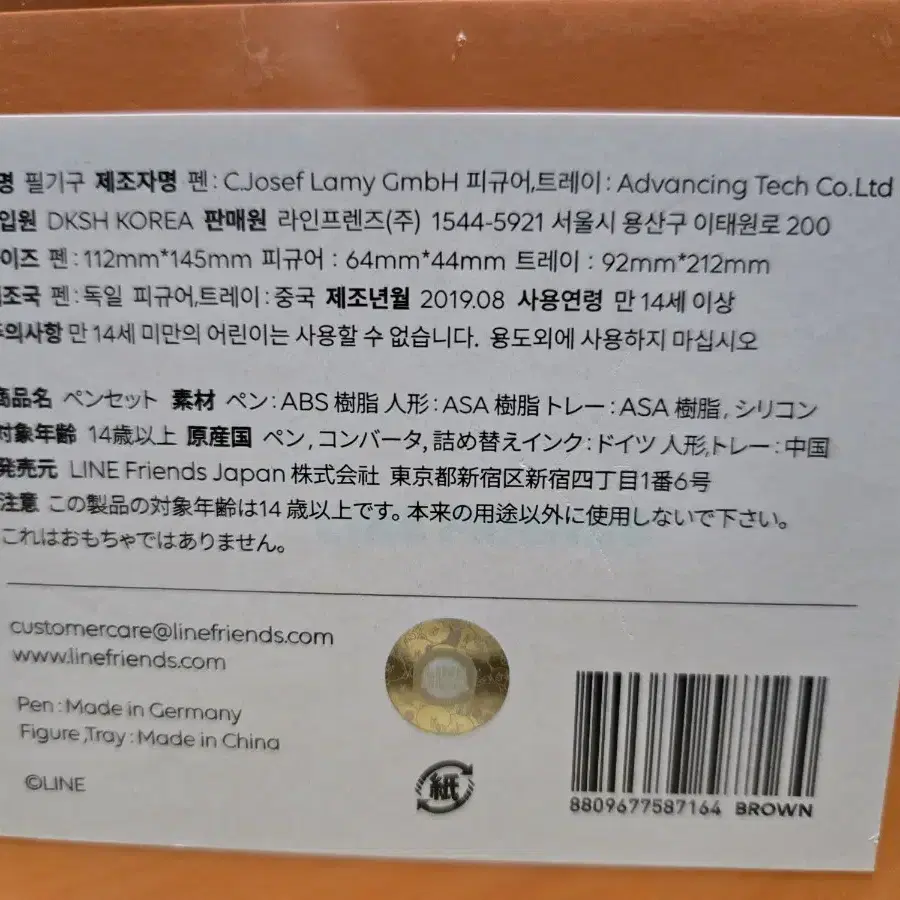 명 필기구 제조자명 펜 : C.Josef Lamy GmbH 피규어,트레이 : Advancing Tech Co.Ltd
입원 DKSH KOREA 판매원 라인프렌즈(주) 1544-5921 서울시 용산구 이태원로 200
이즈 펜 : 112mm*145mm 피규어 : 64mm*44mm 트레이 : 92mm*212mm
조국 펜 : 독일 피규어,트레이 : 중국 제조년월 2019.08 사용연령 만 14세 이상
주의사항 만 14세 미만의 어린이는 사용할 수 없습니다. 용도외에 사용하지 마십시오
商品名 ペンセット 素材 ペン : ABS 樹脂 人形 : ASA 樹脂 トレー : ASA 樹脂, シリコン
対象年齢 14歳以上 原産国 ペン, コンバータ, 詰め替えインク : ドイツ 人形,トレー : 中国
発売元 LINE Friends Japan 株式会社 東京都新宿区新宿四丁目1番6号
注意 この製品の対象年齢は14 歳以上です。本来の用途以外に使用しないで下さい。
これはおもちゃではありません。
customercare@linefriends.com
www.linefriends.com
Pen : Made in Germany
Figure ,Tray : Made in China
©LINE
紙
8809677587164 BROWN